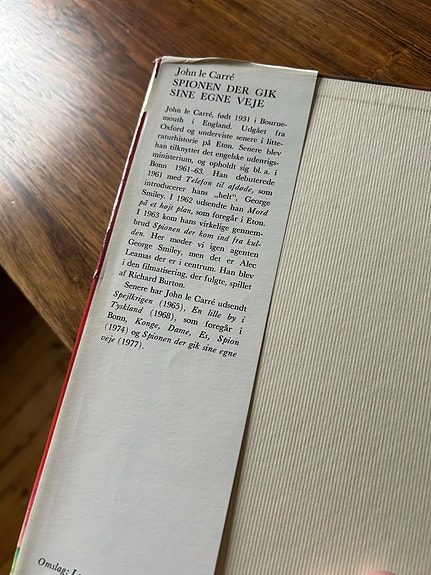 John le Carré
SPIONEN DER GIK
SINE EGNE VEJE
John le Carré, født 1931 i Bourne-
mouth i England. Udgået fra
Oxford og underviste senere i litte-
raturhistorie på Eton. Senere blev
han tilknyttet det engelske udenrigs-
ministerium, og opholdt sig bl. a. i
Bonn 1961-63. Han debuterede
1961 med Telefon til afdøde, som
introducerer hans „helt“, George
Smiley. I 1962 udsendte han Mord
på et højt plan, som foregår i Eton.
I 1963 kom hans virkelige gennem-
brud Spionen der kom ind fra kul-
den. Her møder vi igen agenten
George Smiley, men det er Alec
Leamas der er i centrum. Han blev
i den filmatisering, der fulgte, spillet
af Richard Burton.
Senere har John le Carré udsendt
Spejlkrigen (1965), En lille by i
Tyskland (1968), som foregår i
Bonn, Konge, Dame, Es, Spion
(1974) og Spionen der gik sine egne
veje (1977).
Omslag: